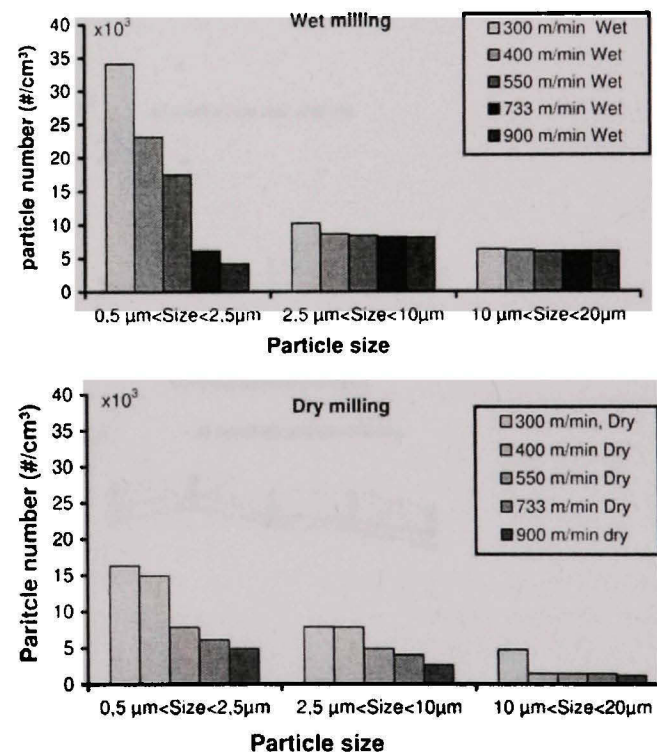 Wet milling
x10³
40
35
30
25
20
15
10
5
0
particle number (#/cm³)
300 m/min Wet
400 m/min Wet
550 m/min Wet
733 m/min Wet
900 m/min Wet
0,5 µm<Size<2,5µm
2,5 µm<Size<10µm
10 µm<Size<20µm
Particle size
Dry milling
x10³
40
35
30
25
20
15
10
5
0
Paritcle number (#/cm³)
300 m/min, Dry
400 m/min Dry
550 m/min Dry
733 m/min Dry
900 m/min dry
0,5 µm<Size<2,5µm
2,5 µm<Size<10µm
10 µm<Size<20µm
Particle size